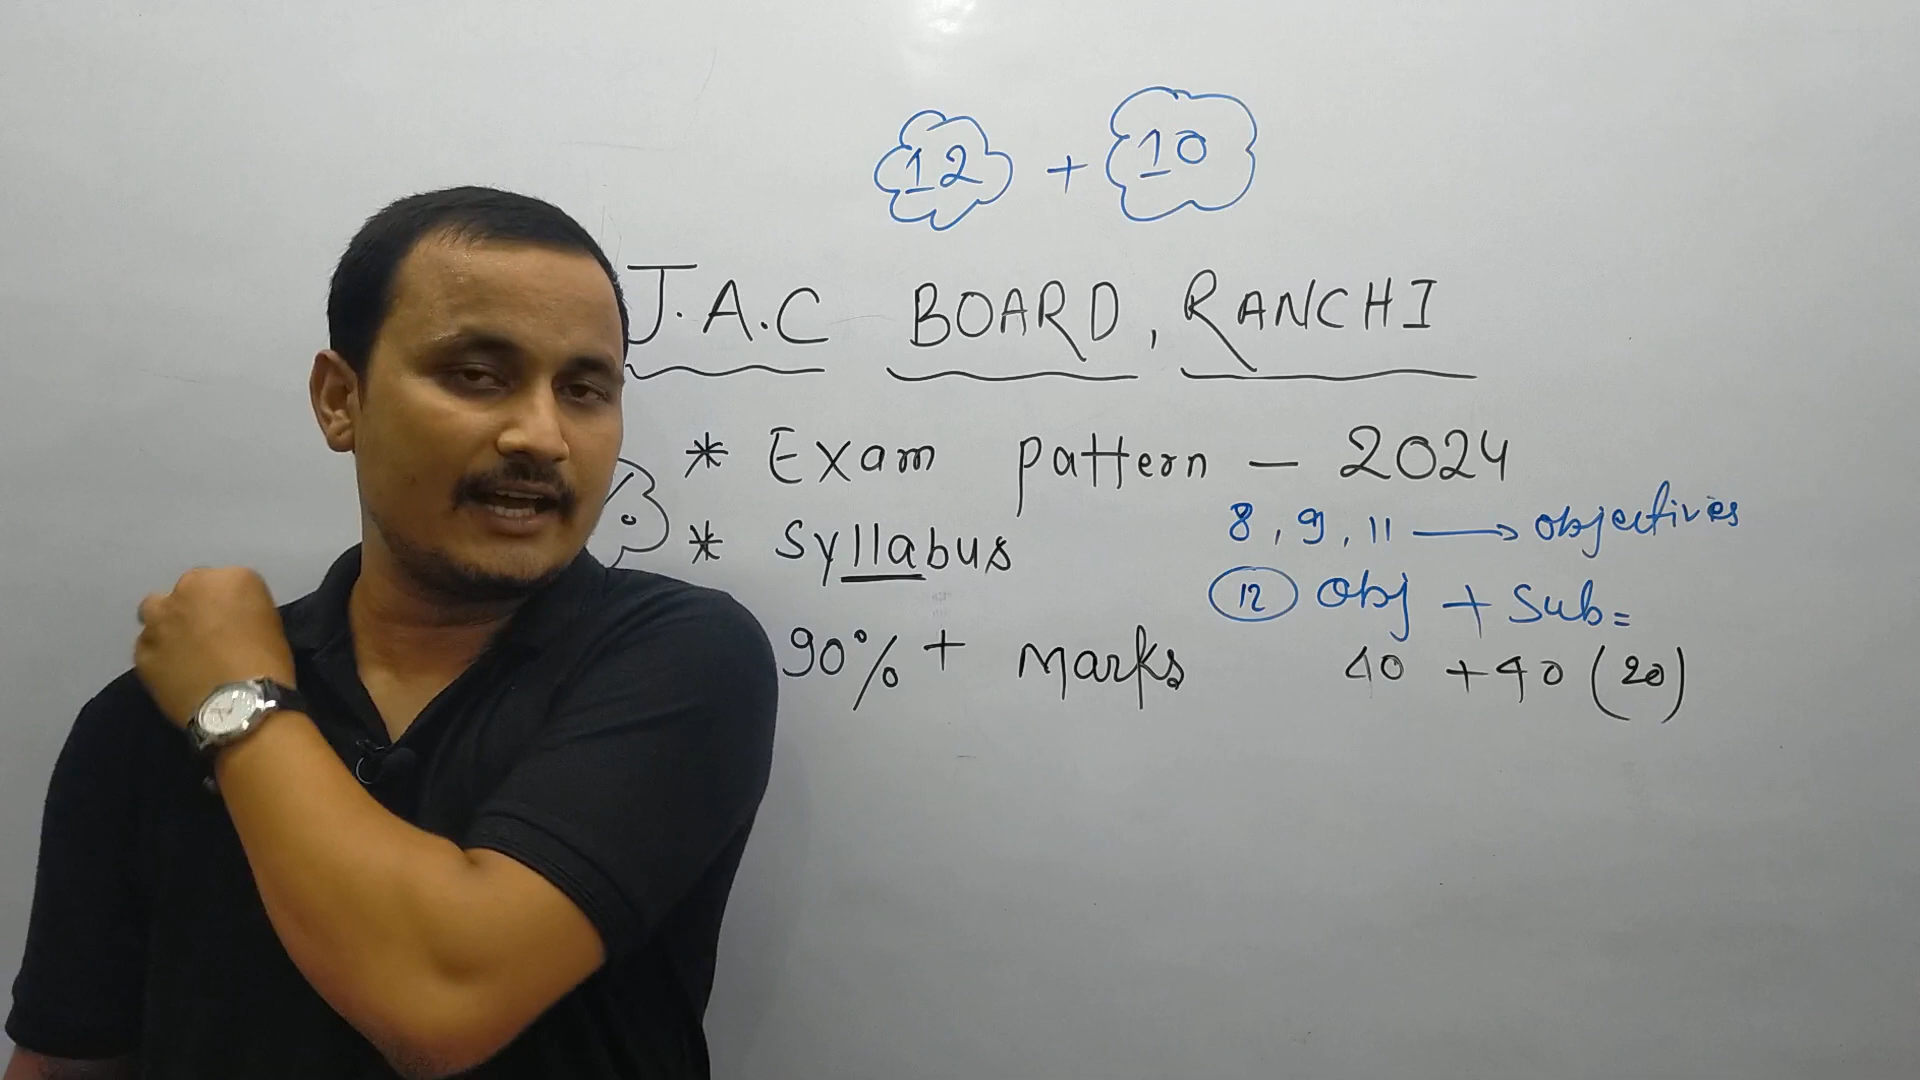 12 + 10
J.A.C BOARD, RANCHI
* Exam pattern - 2024
8, 9, 11 → objectives
* Syllabus
12 Obj + Sub =
90% + Marks
40 + 40 (20)